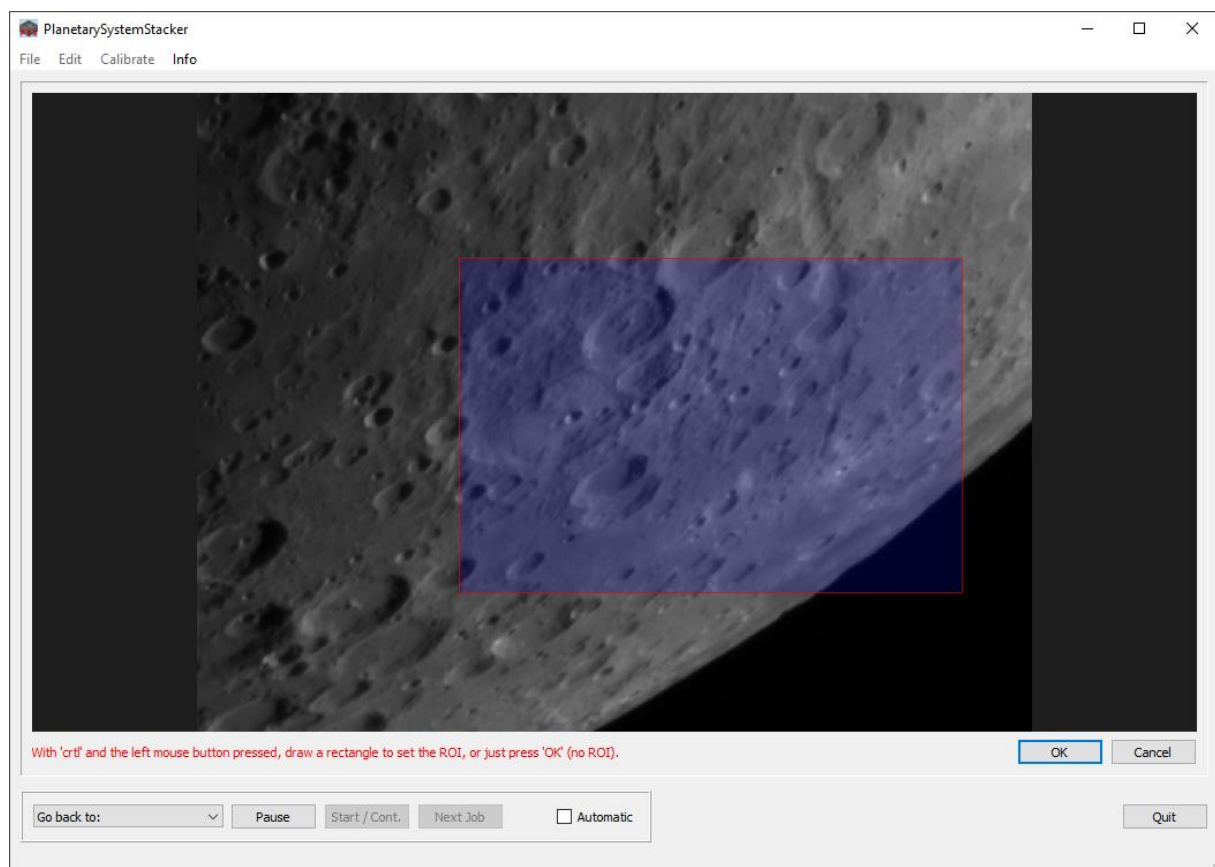 PlanetarySystemStacker
File Edit Calibrate Info
With 'crtl' and the left mouse button pressed, draw a rectangle to set the ROI, or just press 'OK' (no ROI).
OK Cancel
Go back to: Pause Start / Cont. Next Job Automatic Quit